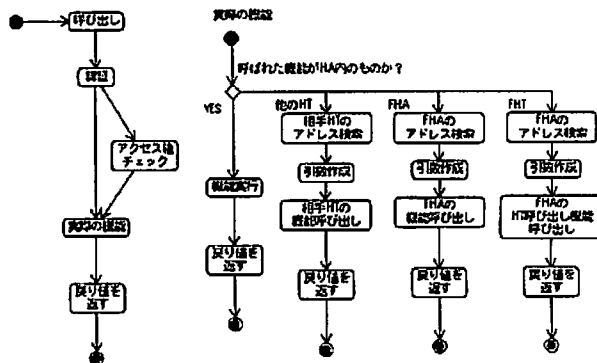 呼び出し
認証
アクセス権
チェック
実際の機能
戻り値を
返す
実際の機能
呼ばれた機能がHA内のものか?
YES
機能実行
戻り値を
返す
他のHT
相手HTの
アドレス検索
引数作成
相手HTの
機能呼び出し
戻り値を
返す
FHA
FHAの
アドレス検索
引数作成
FHAの
機能呼び出し
戻り値を
返す
FHT
FHAの
アドレス検索
引数作成
FHAの
HT呼び出し機能
呼び出し
戻り値を
返す